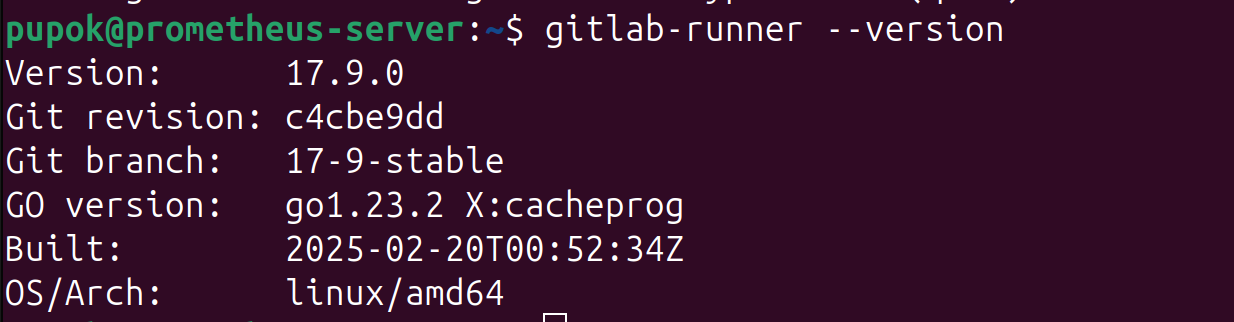 pupok@prometheus-server:~$ gitlab-runner --version
Version:      17.9.0
Git revision: c4cbe9dd
Git branch:   17-9-stable
GO version:   go1.23.2 X:cacheprog
Built:        2025-02-20T00:52:34Z
OS/Arch:      linux/amd64